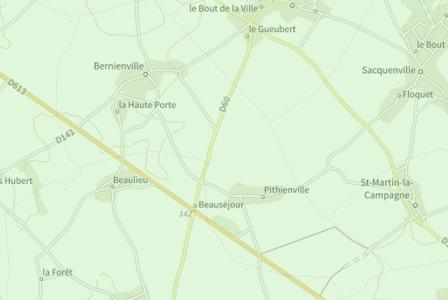 le Bout de la Ville
le Gueubert
le Bout
Bernienville
Sacquenville
D613
Floquet
la Haute Porte
D60
D142
s Hubert
Beaulieu
Pithienville
St-Martin-la-
Campagne
Beauséjour
142
la Forêt